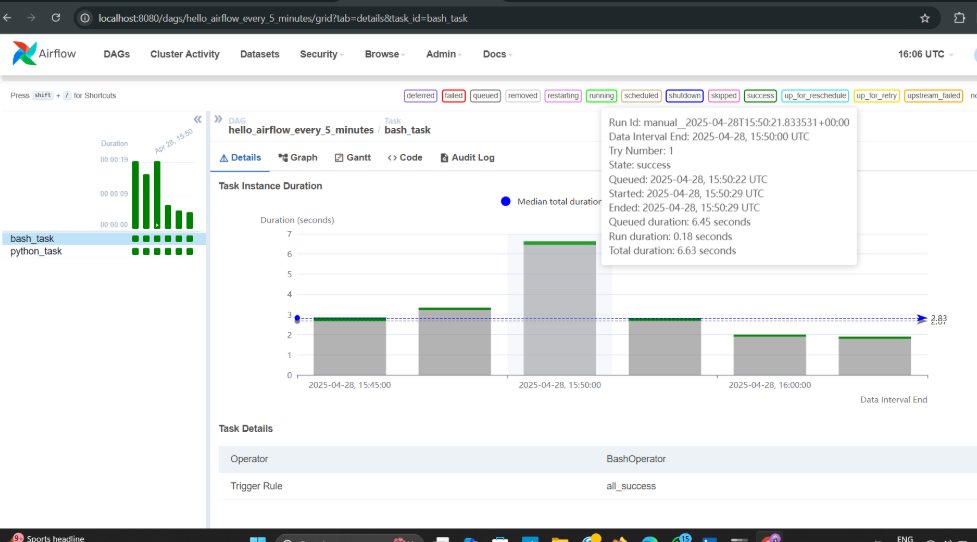 localhost:8080/dags/hello_airflow_every_5_minutes/grid?tab=details&task_id=bash_task
Airflow DAGs Cluster Activity Datasets Security Browse Admin Docs 16:06 UTC
Press shift + / for Shortcuts
deferred failed queued removed restarting running scheduled shutdown skipped success up_for_reschedule up_for_retry upstream_failed
Duration
Apr 28, 15:50
00:00:19
00:00:09
00:00:00
bash_task
python_task
DAG
hello_airflow_every_5_minutes
/
Task
bash_task
Details Graph Gantt Code Audit Log
Task Instance Duration
Median total duration
Run Id: manual__2025-04-28T15:50:21.833531+00:00
Data Interval End: 2025-04-28, 15:50:00 UTC
Try Number: 1
State: success
Queued: 2025-04-28, 15:50:22 UTC
Started: 2025-04-28, 15:50:29 UTC
Ended: 2025-04-28, 15:50:29 UTC
Queued duration: 6.45 seconds
Run duration: 0.18 seconds
Total duration: 6.63 seconds
Duration (seconds)
7
6
5
4
3
2
1
0
2.83
2025-04-28, 15:45:00
2025-04-28, 15:50:00
2025-04-28, 16:00:00
Data Interval End
Task Details
Operator BashOperator
Trigger Rule all_success
9+ Sports headline
15
ENG